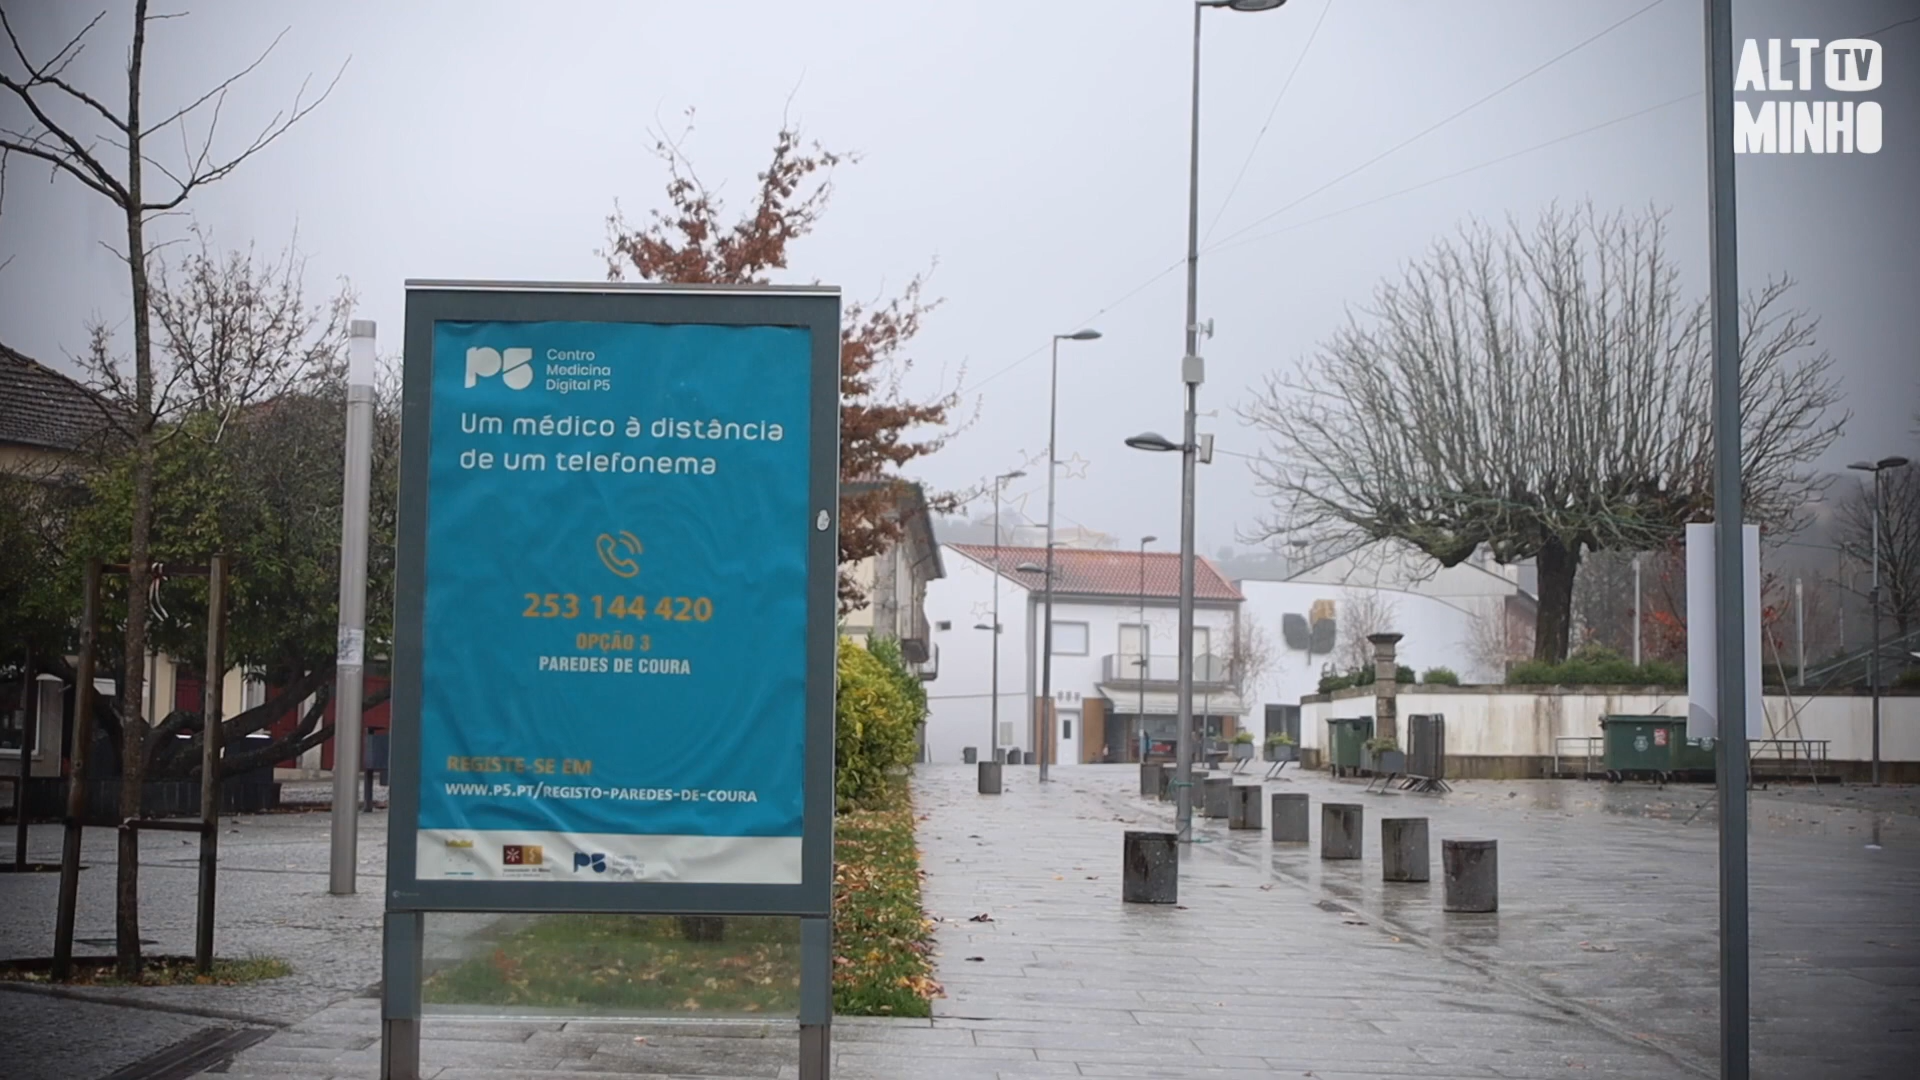 ALT TV
MINHO
P5
Centro
Medicina
Digital P5
Um médico à distância
de um telefonema
253 144 420
OPÇÃO 3
PAREDES DE COURA
REGISTE-SE EM
WWW.P5.PT/REGISTO-PAREDES-DE-COURA
P5